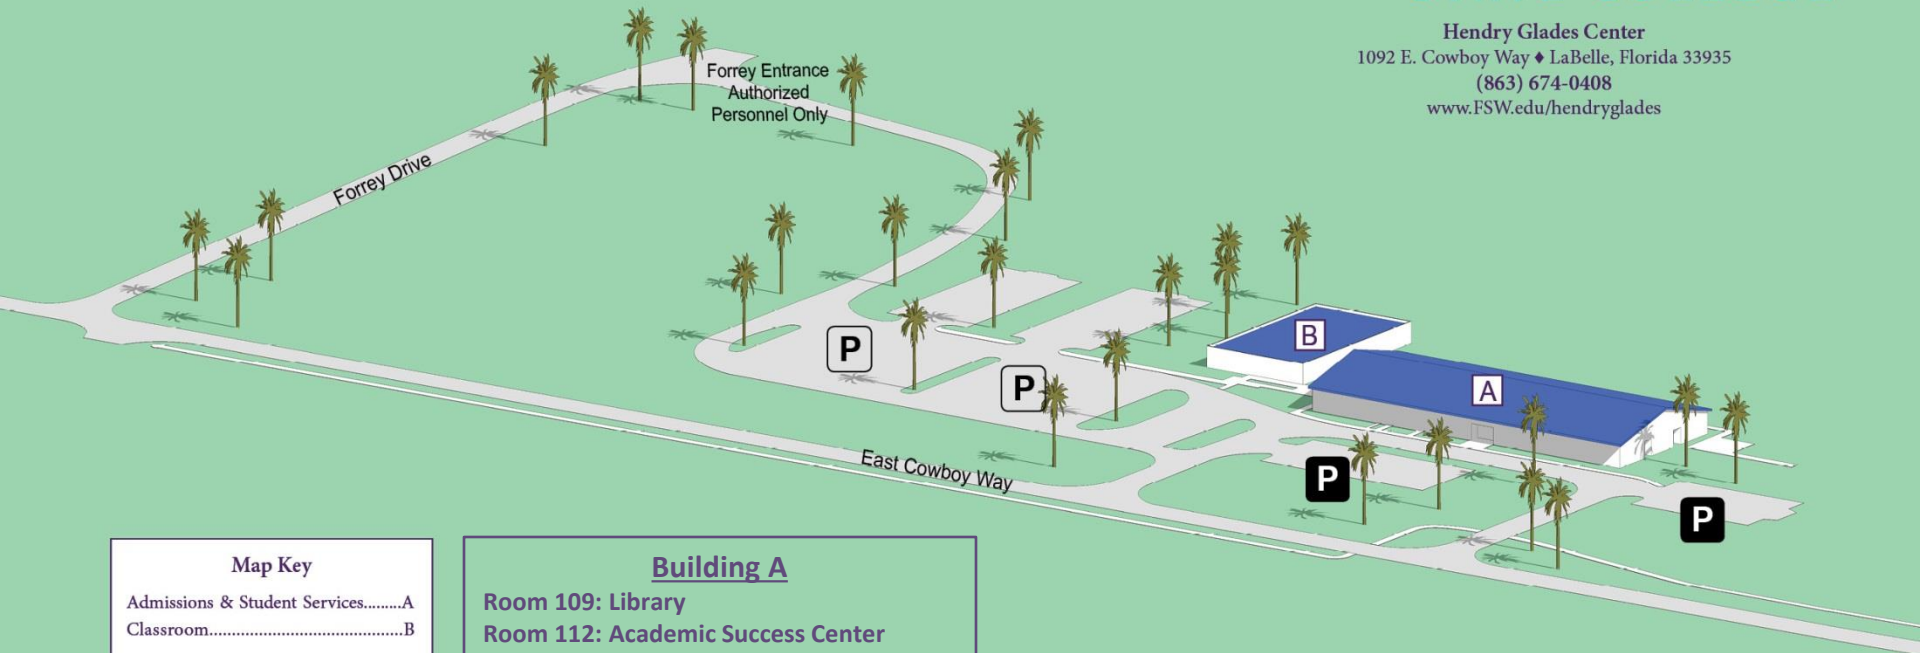 Hendry Glades Center
1092 E. Cowboy Way ♦ LaBelle, Florida 33935
(863) 674-0408
www.FSW.edu/hendryglades
Forrey Entrance
Authorized
Personnel Only
Forrey Drive
B
P
P
A
East Cowboy Way
P
P
Map Key
Admissions & Student Services.........A
Classroom............................................B
Building A
Room 109: Library
Room 112: Academic Success Center